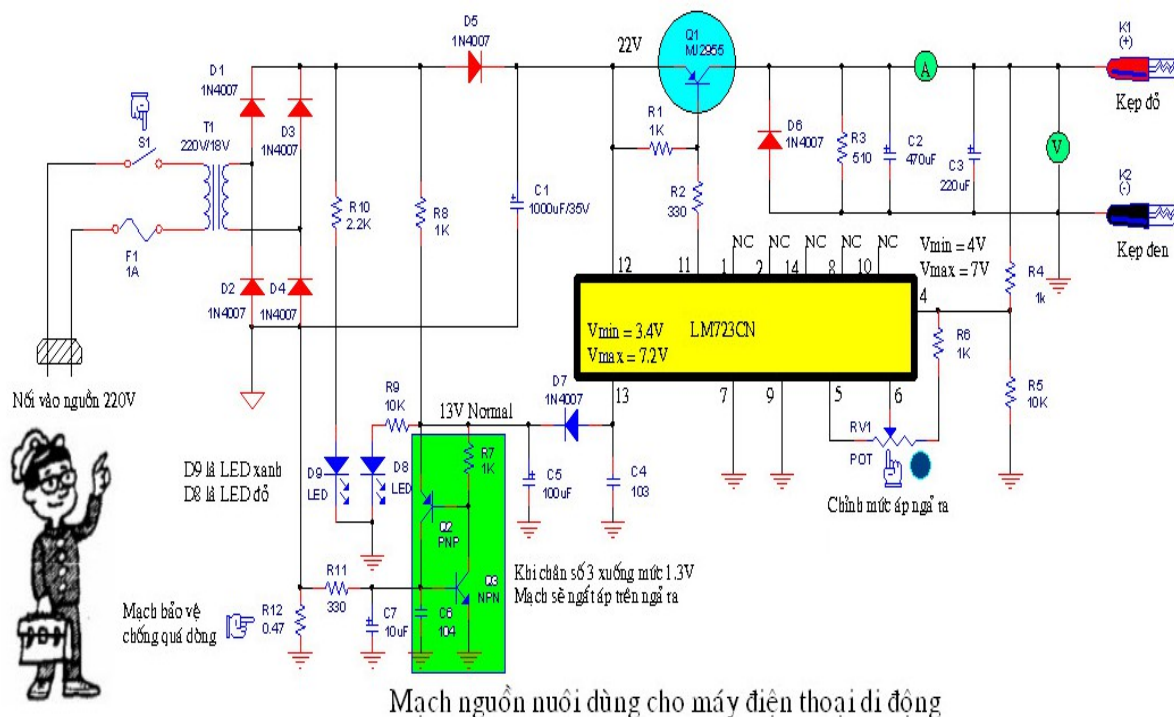 D5
1N4007
22V
Q1
MJ2955
K1
(+)
Kẹp đỏ
D1
1N4007
S1
T1
220V/18V
D3
1N4007
R1
1K
D6
1N4007
R3
510
C2
470uF
C3
220uF
A
V
K2
(-)
Kẹp đen
R10
2.2K
R8
1K
C1
1000uF/35V
R2
330
F1
1A
D2
1N4007
D4
1N4007
NC
NC
NC
NC
NC
12
11
1
2
14
8
10
Vmin = 4V
Vmax = 7V
4
R4
1k
Vmin = 3.4V
LM723CN
Vmax = 7.2V
R6
1K
R5
10K
Nối vào nguồn 220V
R9
10K
13V Normal
D7
1N4007
13
7
9
5
6
RV1
POT
D9 là LED xanh
D8 là LED đỏ
D9
LED
D8
LED
R7
1K
C5
100uF
C4
103
Chỉnh mức áp ngả ra
Q2
PNP
Q3
NPN
Khi chân số 3 xuống mức 1.3V
Mạch sẽ ngắt áp trên ngả ra
R11
330
Mạch bảo vệ
chống quá dòng
R12
0.47
C7
10uF
C6
104
Mạch nguồn nuôi dùng cho máy điện thoại di động